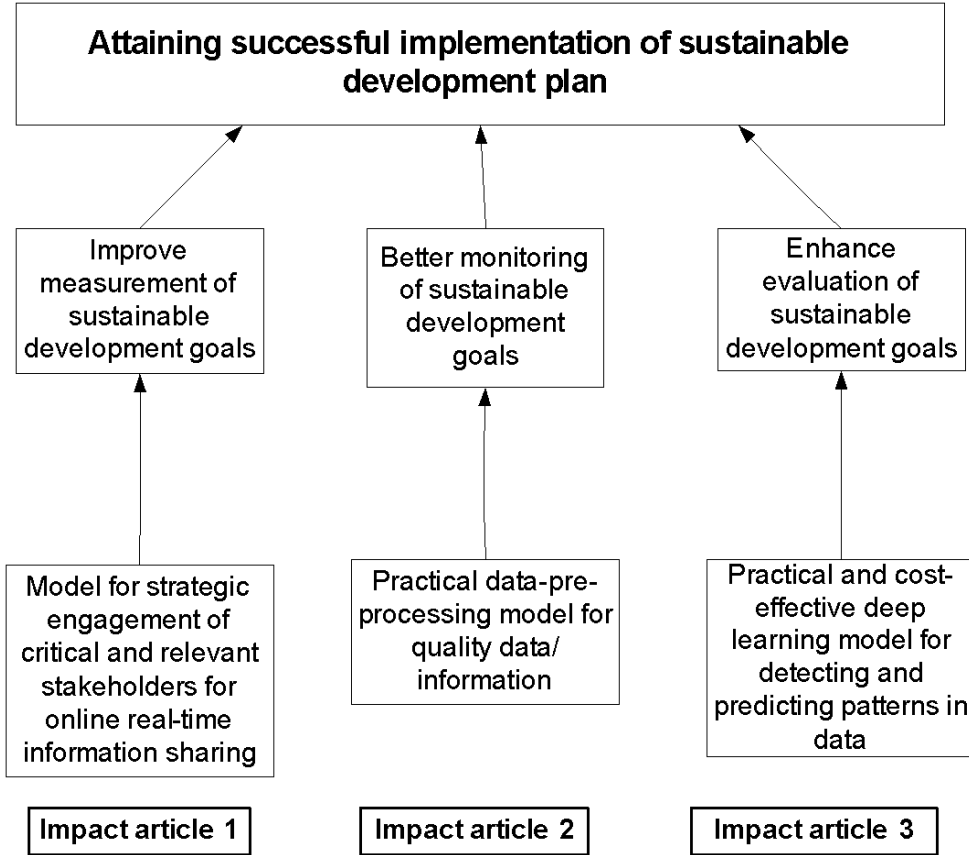 Attaining successful implementation of sustainable
development plan
Improve
measurement of
sustainable
development goals
Better monitoring
of sustainable
development
goals
Enhance
evaluation of
sustainable
development goals
Model for strategic
engagement of
critical and relevant
stakeholders for
online real-time
information sharing
Practical data-pre-
processing model for
quality data/
information
Practical and cost-
effective deep
learning model for
detecting and
predicting patterns in
data
Impact article 1
Impact article 2
Impact article 3